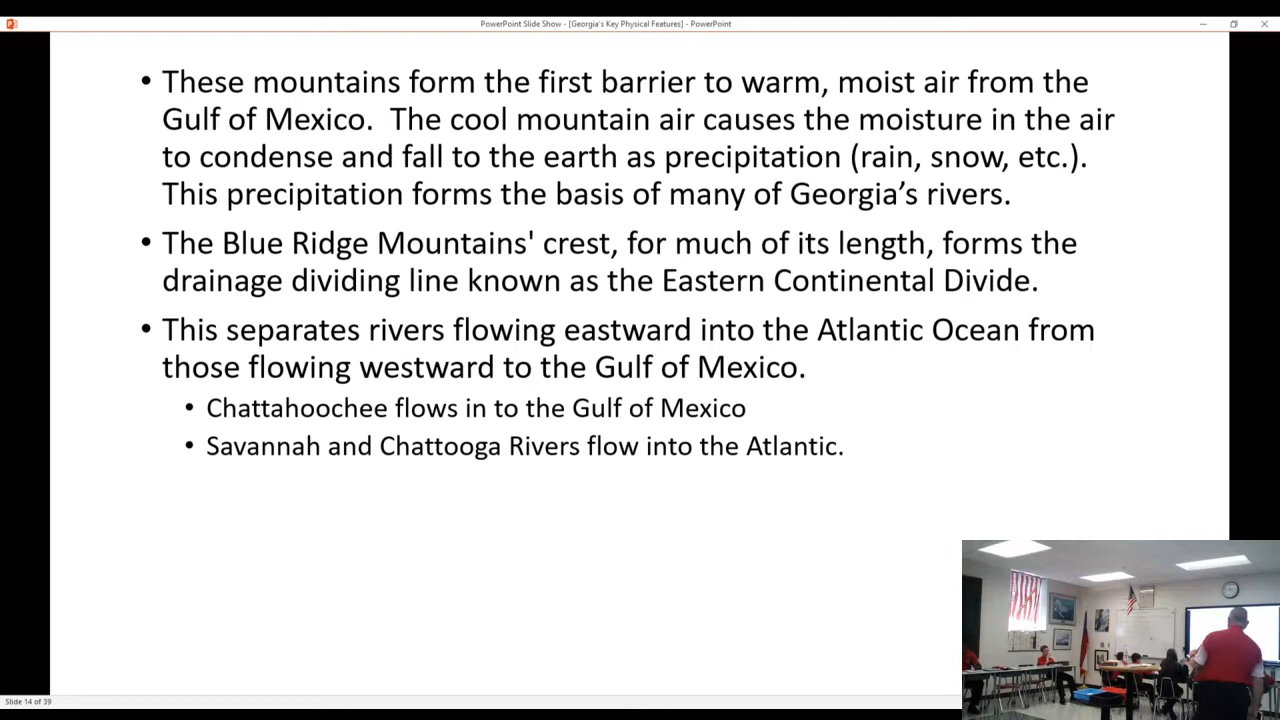 PowerPoint Slide Show - [Georgia's Key Physical Features] - PowerPoint
• These mountains form the first barrier to warm, moist air from the
Gulf of Mexico.  The cool mountain air causes the moisture in the air
to condense and fall to the earth as precipitation (rain, snow, etc.).
This precipitation forms the basis of many of Georgia’s rivers.
• The Blue Ridge Mountains' crest, for much of its length, forms the
drainage dividing line known as the Eastern Continental Divide.
• This separates rivers flowing eastward into the Atlantic Ocean from
those flowing westward to the Gulf of Mexico.
• Chattahoochee flows in to the Gulf of Mexico
• Savannah and Chattooga Rivers flow into the Atlantic.
Slide 14 of 39